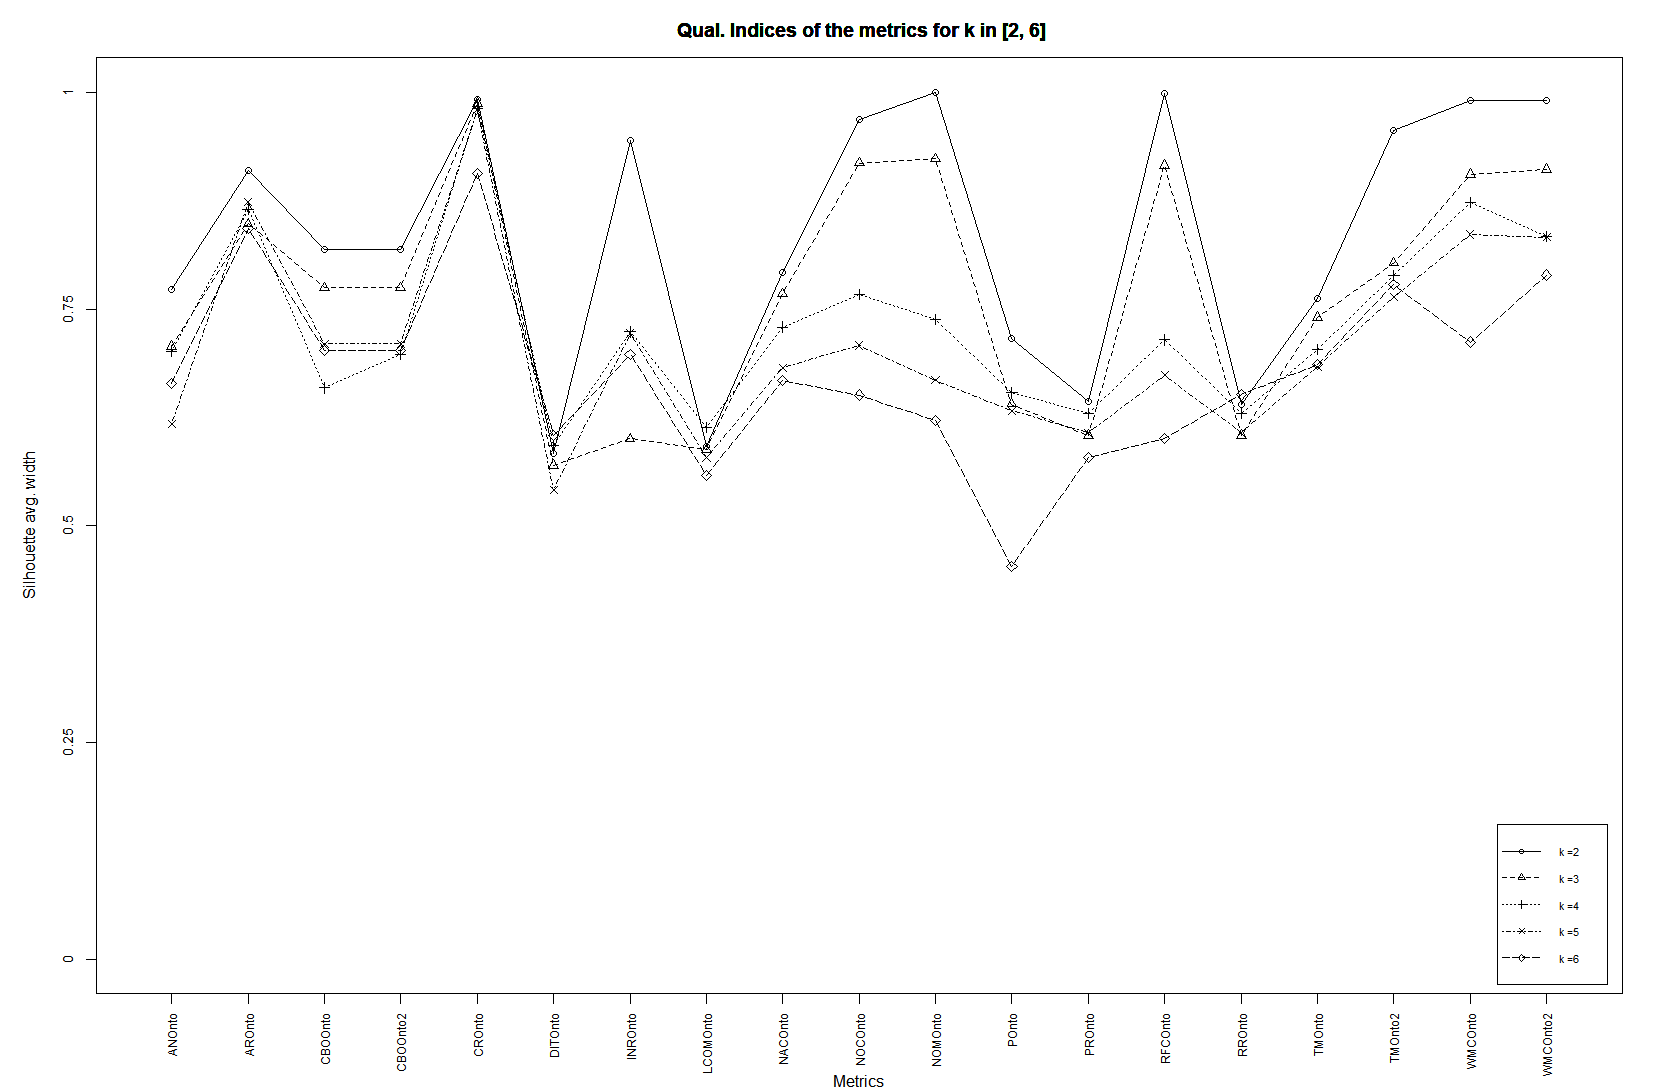 Qual. Indices of the metrics for k in [2, 6]
Silhouette avg. width
1
0.75
0.5
0.25
0
k =2
k =3
k =4
k =5
k =6
ANOnto
AROnto
CBOOnto
CBOOnto2
CROnto
DITOnto
INROnto
LCOMOnto
NACOnto
NOCOnto
NOMOnto
POnto
PROnto
RFCOnto
RROnto
TMOnto
TMOnto2
WMCOnto
WMCOnto2
Metrics